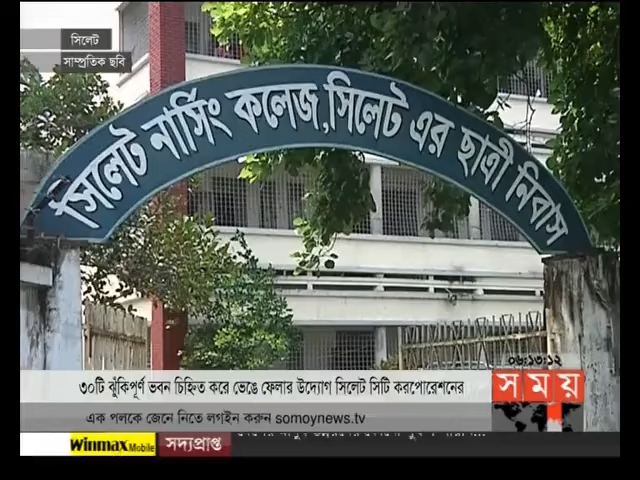 সিলেট
সাম্প্রতিক ছবি
সিলেট নার্সিং কলেজ,সিলেট এর ছাত্রী নিবাস
০৬:১৩:১২
৩০টি ঝুঁকিপূর্ণ ভবন চিহ্নিত করে ভেঙে ফেলার উদ্যোগ সিলেট সিটি করপোরেশনের
সময়
এক পলকে জেনে নিতে লগইন করুন somoynews.tv
Winmax Mobile
সদ্যপ্রাপ্ত